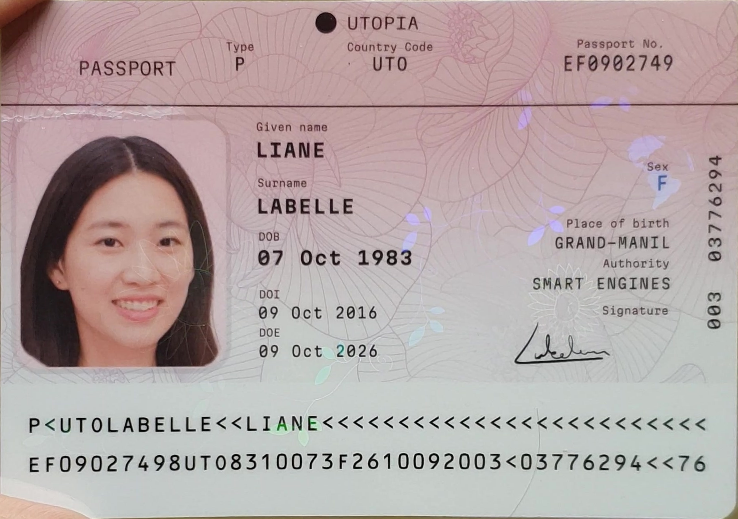 UTOPIA
PASSPORT
Type
P
Country Code
UTO
Passport No.
EF0902749
Given name
LIANE
Surname
LABELLE
DOB
07 Oct 1983
DOI
09 Oct 2016
DOE
09 Oct 2026
Sex
F
Place of birth
GRAND-MANIL
Authority
SMART ENGINES
Signature
003 03776294
P<UTOLABELLE<<LIANE<<<<<<<<<<<<<<<<<<<<<<<<<
EF09027498UTO8310073F2610092003<03776294<<76